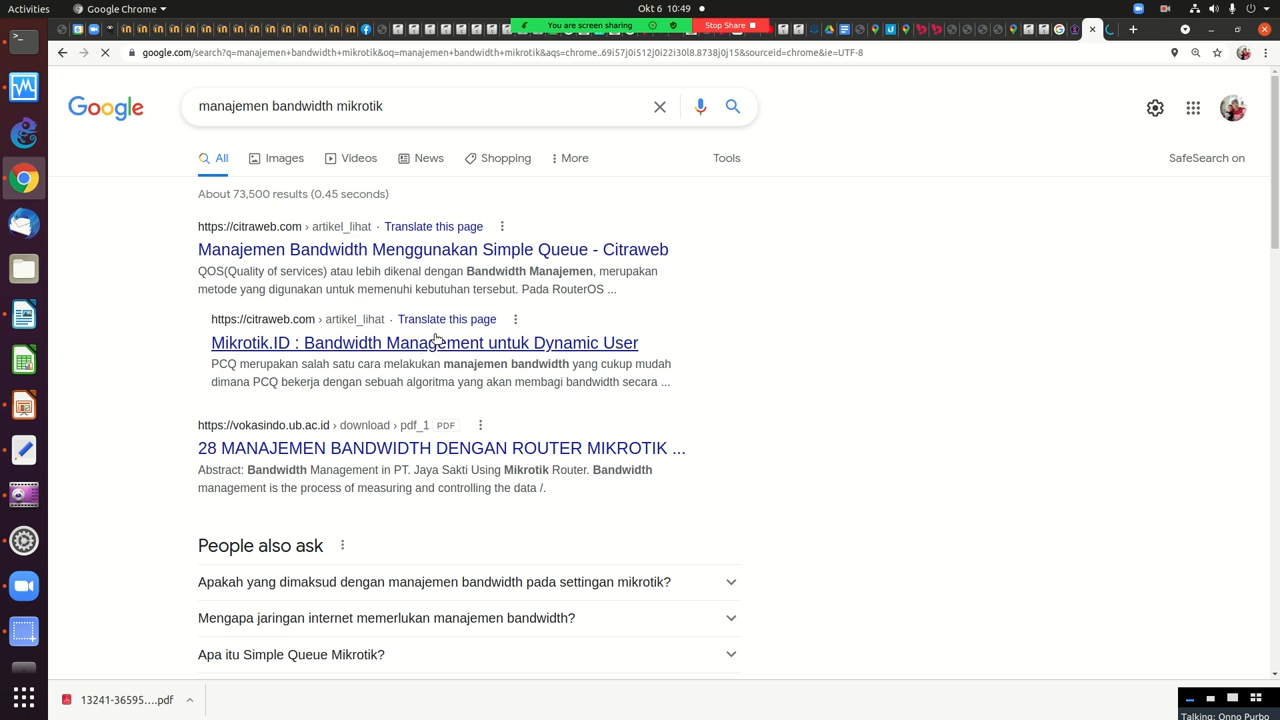 Activities
Google Chrome
Okt 6 10:49
You are screen sharing
Stop Share
google.com/search?q=manajemen+bandwidth+mikrotik&oq=manajemen+bandwidth+mikrotik&aqs=chrome..69i57j0i512j0i22i30l8.8738j0j15&sourceid=chrome&ie=UTF-8
Google
manajemen bandwidth mikrotik
All
Images
Videos
News
Shopping
More
Tools
SafeSearch on
About 73,500 results (0.45 seconds)
https://citraweb.com › artikel_lihat · Translate this page
Manajemen Bandwidth Menggunakan Simple Queue - Citraweb
QOS(Quality of services) atau lebih dikenal dengan Bandwidth Manajemen, merupakan
metode yang digunakan untuk memenuhi kebutuhan tersebut. Pada RouterOS ...
https://citraweb.com › artikel_lihat · Translate this page
Mikrotik.ID : Bandwidth Management untuk Dynamic User
PCQ merupakan salah satu cara melakukan manajemen bandwidth yang cukup mudah
dimana PCQ bekerja dengan sebuah algoritma yang akan membagi bandwidth secara ...
https://vokasindo.ub.ac.id › download › pdf_1 PDF
28 MANAJEMEN BANDWIDTH DENGAN ROUTER MIKROTIK ...
Abstract: Bandwidth Management in PT. Jaya Sakti Using Mikrotik Router. Bandwidth
management is the process of measuring and controlling the data /.
People also ask
Apakah yang dimaksud dengan manajemen bandwidth pada settingan mikrotik?
Mengapa jaringan internet memerlukan manajemen bandwidth?
Apa itu Simple Queue Mikrotik?
13241-36595....pdf
Talking: Onno Purbo